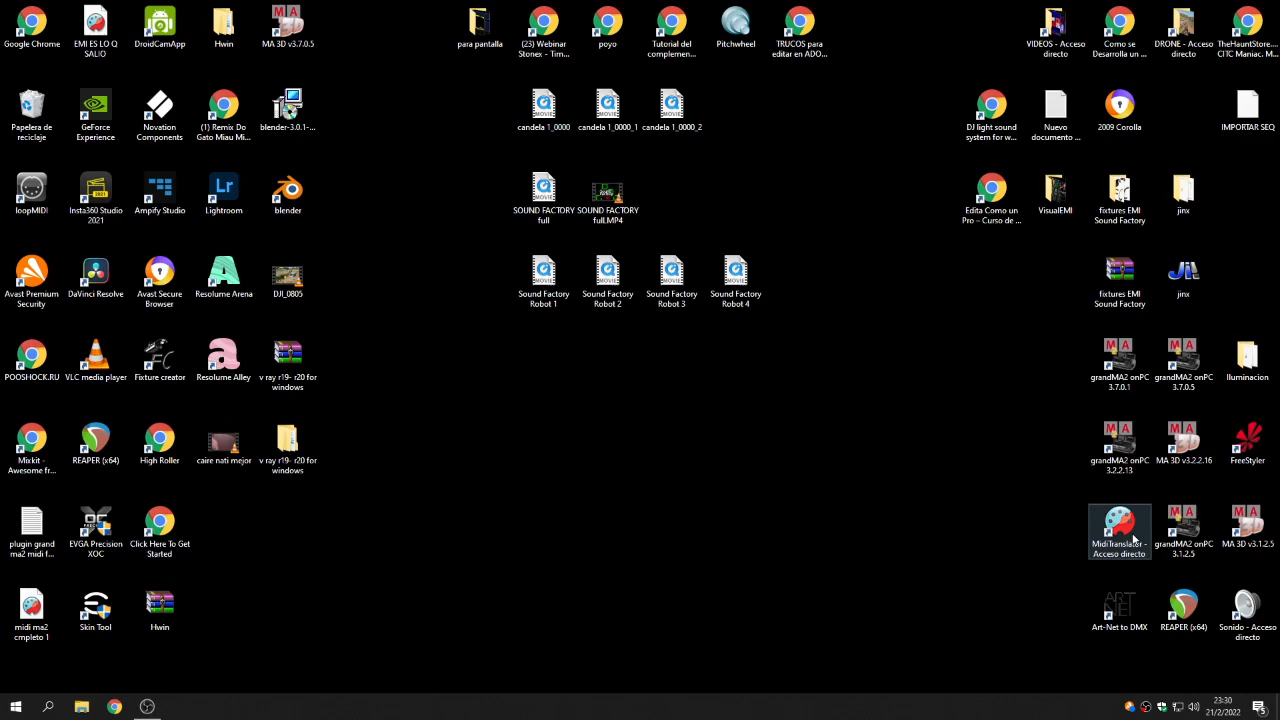 Google Chrome
EMI ES LO Q
SALIO
DroidCamApp
Hwin
MA 3D v3.7.0.5
para pantalla
(23) Webinar
Stonex - Tim...
poyo
Tutorial del
complemen...
Pitchwheel
TRUCOS para
editar en ADO...
VIDEOS - Acceso
directo
Como se
Desarrolla un ...
DRONE - Acceso
directo
TheHauntStore....
CITC Maniac. M...
Papelera de
reciclaje
GeForce
Experience
Novation
Components
(1) Remix Do
Gato Miau Mi...
blender-3.0.1-...
candela 1_0000
candela 1_0000_1
candela 1_0000_2
DJ light sound
system for w...
Nuevo
documento ...
2009 Corolla
IMPORTAR SEQ
loopMIDI
Insta360 Studio
2021
Ampify Studio
Lightroom
blender
SOUND FACTORY
full
SOUND FACTORY
full.MP4
Edita Como un
Pro – Curso de ...
VisualEMI
fixtures EMI
Sound Factory
jinx
Avast Premium
Security
DaVinci Resolve
Avast Secure
Browser
Resolume Arena
DJI_0805
Sound Factory
Robot 1
Sound Factory
Robot 2
Sound Factory
Robot 3
Sound Factory
Robot 4
fixtures EMI
Sound Factory
jinx
POOSHOCK.RU
VLC media player
Fixture creator
Resolume Alley
v ray r19- r20 for
windows
grandMA2 onPC
3.7.0.1
grandMA2 onPC
3.7.0.5
Iluminacion
Mixkit -
Awesome fr...
REAPER (x64)
High Roller
caire nati mejor
v ray r19- r20 for
windows
grandMA2 onPC
3.2.2.13
MA 3D v3.2.2.16
FreeStyler
plugin grand
ma2 midi f...
EVGA Precision
XOC
Click Here To Get
Started
MidiTranslater -
Acceso directo
grandMA2 onPC
3.1.2.5
MA 3D v3.1.2.5
midi ma2
cmpleto 1
Skin Tool
Hwin
Art-Net to DMX
REAPER (x64)
Sonido - Acceso
directo
23:30
21/2/2022